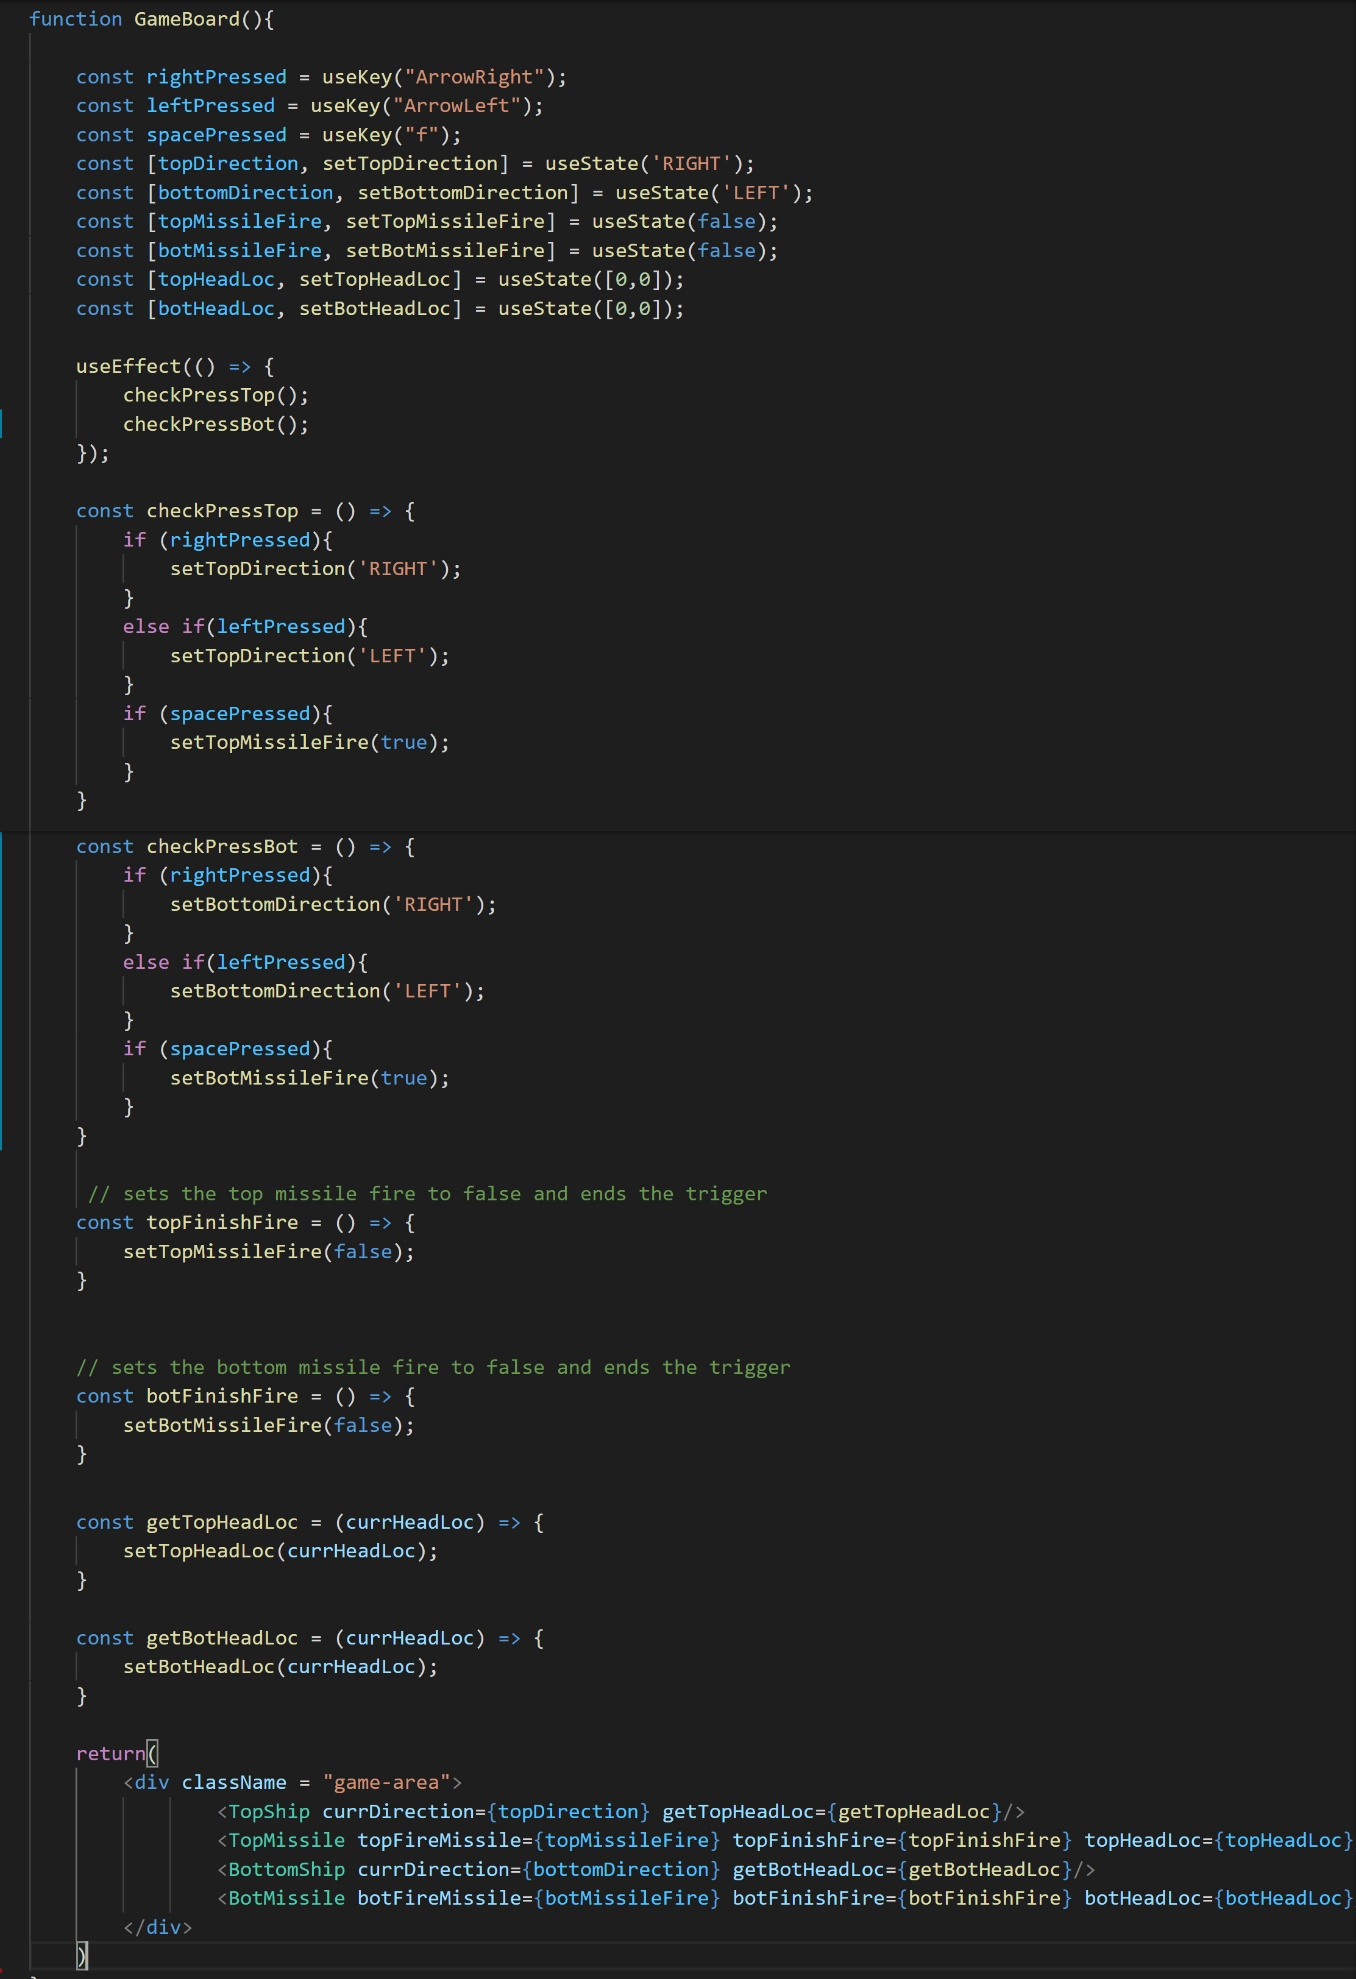 function GameBoard(){
const rightPressed = useKey("ArrowRight");
const leftPressed = useKey("ArrowLeft");
const spacePressed = useKey("f");
const [topDirection, setTopDirection] = useState('RIGHT');
const [bottomDirection, setBottomDirection] = useState('LEFT');
const [topMissileFire, setTopMissileFire] = useState(false);
const [botMissileFire, setBotMissileFire] = useState(false);
const [topHeadLoc, setTopHeadLoc] = useState([0,0]);
const [botHeadLoc, setBotHeadLoc] = useState([0,0]);
useEffect(() => {
checkPressTop();
checkPressBot();
});
const checkPressTop = () => {
if (rightPressed){
setTopDirection('RIGHT');
}
else if(leftPressed){
setTopDirection('LEFT');
}
if (spacePressed){
setTopMissileFire(true);
}
}
const checkPressBot = () => {
if (rightPressed){
setBottomDirection('RIGHT');
}
else if(leftPressed){
setBottomDirection('LEFT');
}
if (spacePressed){
setBotMissileFire(true);
}
}
// sets the top missile fire to false and ends the trigger
const topFinishFire = () => {
setTopMissileFire(false);
}
// sets the bottom missile fire to false and ends the trigger
const botFinishFire = () => {
setBotMissileFire(false);
}
const getTopHeadLoc = (currHeadLoc) => {
setTopHeadLoc(currHeadLoc);
}
const getBotHeadLoc = (currHeadLoc) => {
setBotHeadLoc(currHeadLoc);
}
return(
<div className = "game-area">
<TopShip currDirection={topDirection} getTopHeadLoc={getTopHeadLoc}/>
<TopMissile topFireMissile={topMissileFire} topFinishFire={topFinishFire} topHeadLoc={topHeadLoc}
<BottomShip currDirection={bottomDirection} getBotHeadLoc={getBotHeadLoc}/>
<BotMissile botFireMissile={botMissileFire} botFinishFire={botFinishFire} botHeadLoc={botHeadLoc}
</div>
)